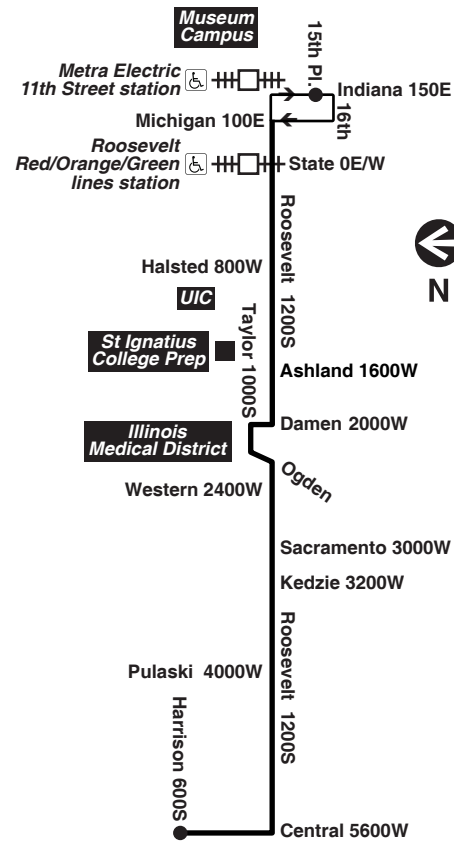 Museum
Campus
15th Pl.
Metra Electric
11th Street station
Indiana 150E
Michigan 100E
16th
Roosevelt
Red/Orange/Green
lines station
State 0E/W
Roosevelt 1200S
N
Halsted 800W
UIC
Taylor 1000S
St Ignatius
College Prep
Ashland 1600W
Damen 2000W
Illinois
Medical District
Ogden
Western 2400W
Sacramento 3000W
Kedzie 3200W
Roosevelt 1200S
Pulaski 4000W
Harrison 600S
Central 5600W